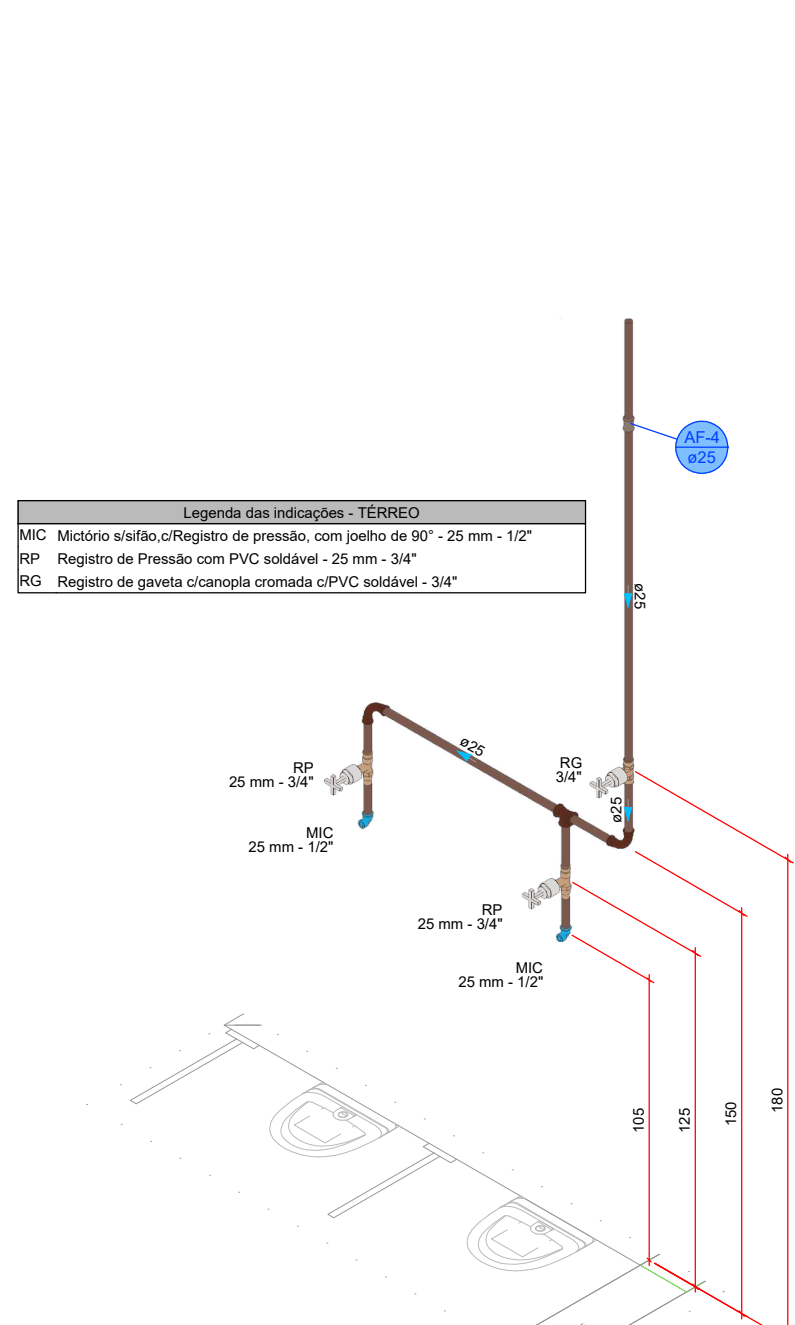 AF-4
ø25
Legenda das indicações - TÉRREO
MIC Mictório s/sifão,c/Registro de pressão, com joelho de 90° - 25 mm - 1/2"
RP Registro de Pressão com PVC soldável - 25 mm - 3/4"
RG Registro de gaveta c/canopla cromada c/PVC soldável - 3/4"
ø25
ø25
RP
25 mm - 3/4"
RG
3/4"
ø25
MIC
25 mm - 1/2"
RP
25 mm - 3/4"
MIC
25 mm - 1/2"
105
125
150
180